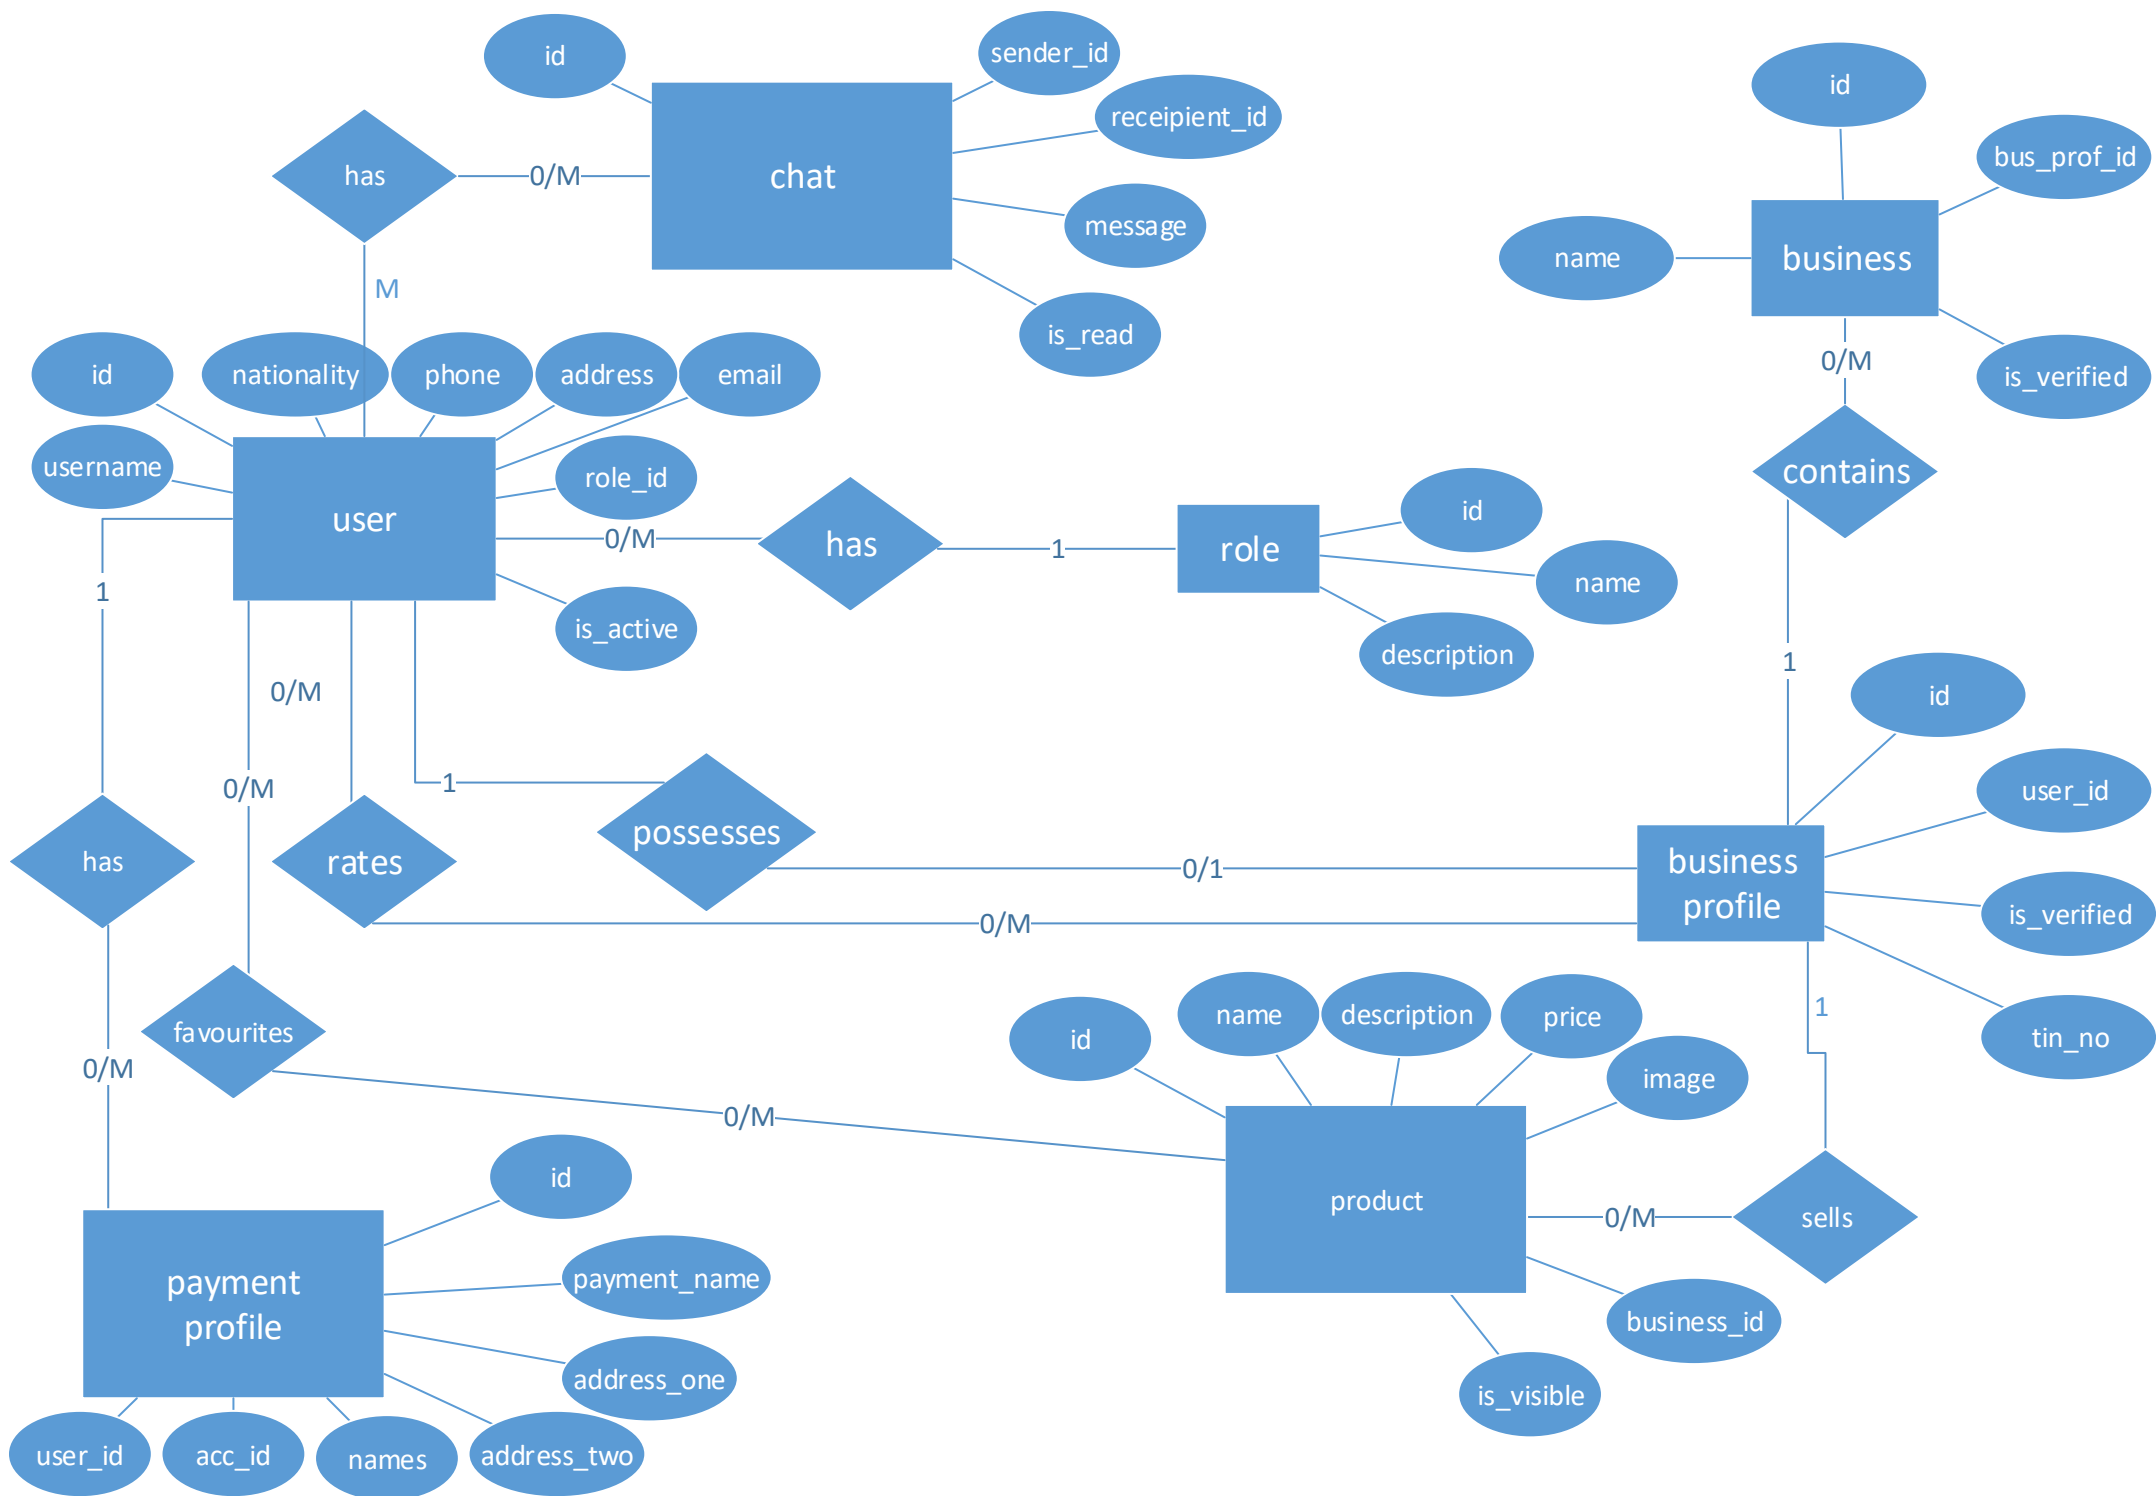 id
sender_id
receipient_id
has
0/M
chat
message
is_read
M
id
bus_prof_id
name
business
is_verified
0/M
contains
1
id
nationality
phone
address
email
username
user
role_id
is_active
0/M
has
1
role
id
name
description
1
0/M
0/M
1
has
rates
possesses
0/1
0/M
business
profile
id
user_id
is_verified
tin_no
1
favourites
0/M
0/M
id
name
description
price
image
product
0/M
sells
business_id
is_visible
payment
profile
id
payment_name
address_one
address_two
user_id
acc_id
names